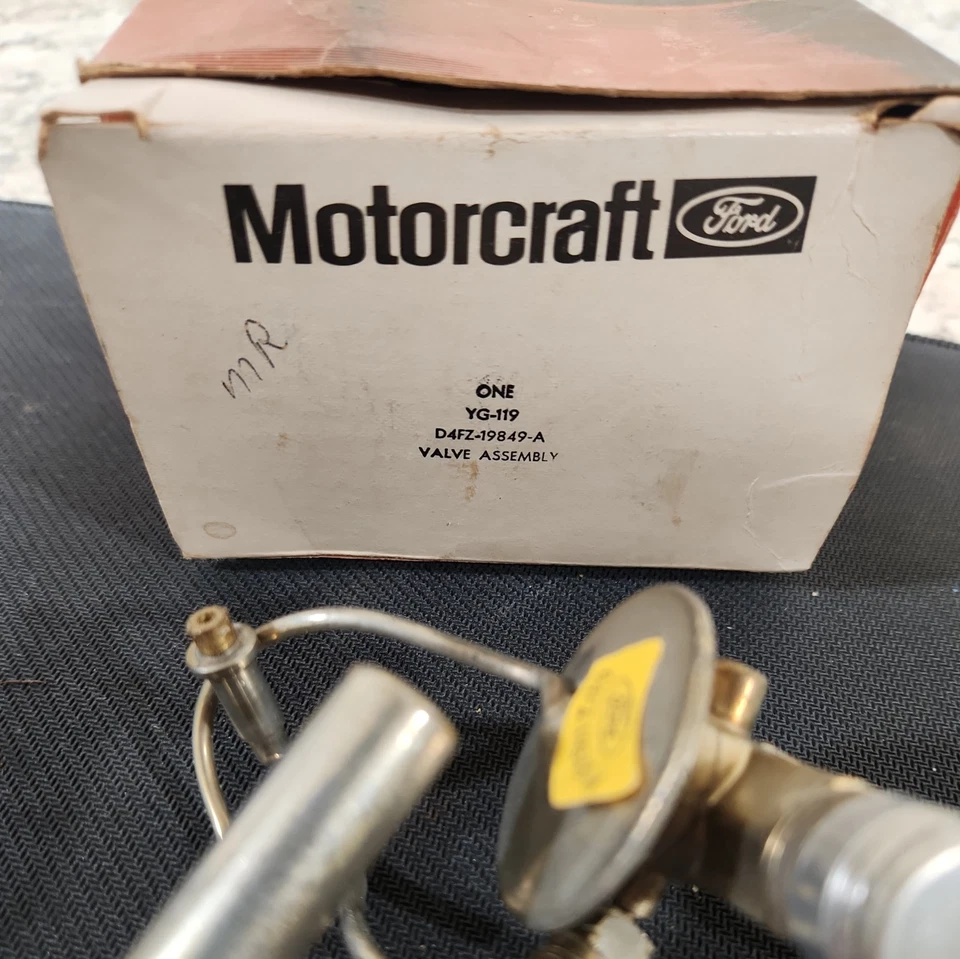 Motorcraft Ford
MR
ONE
YG-119
D4FZ-19849-A
VALVE ASSEMBLY